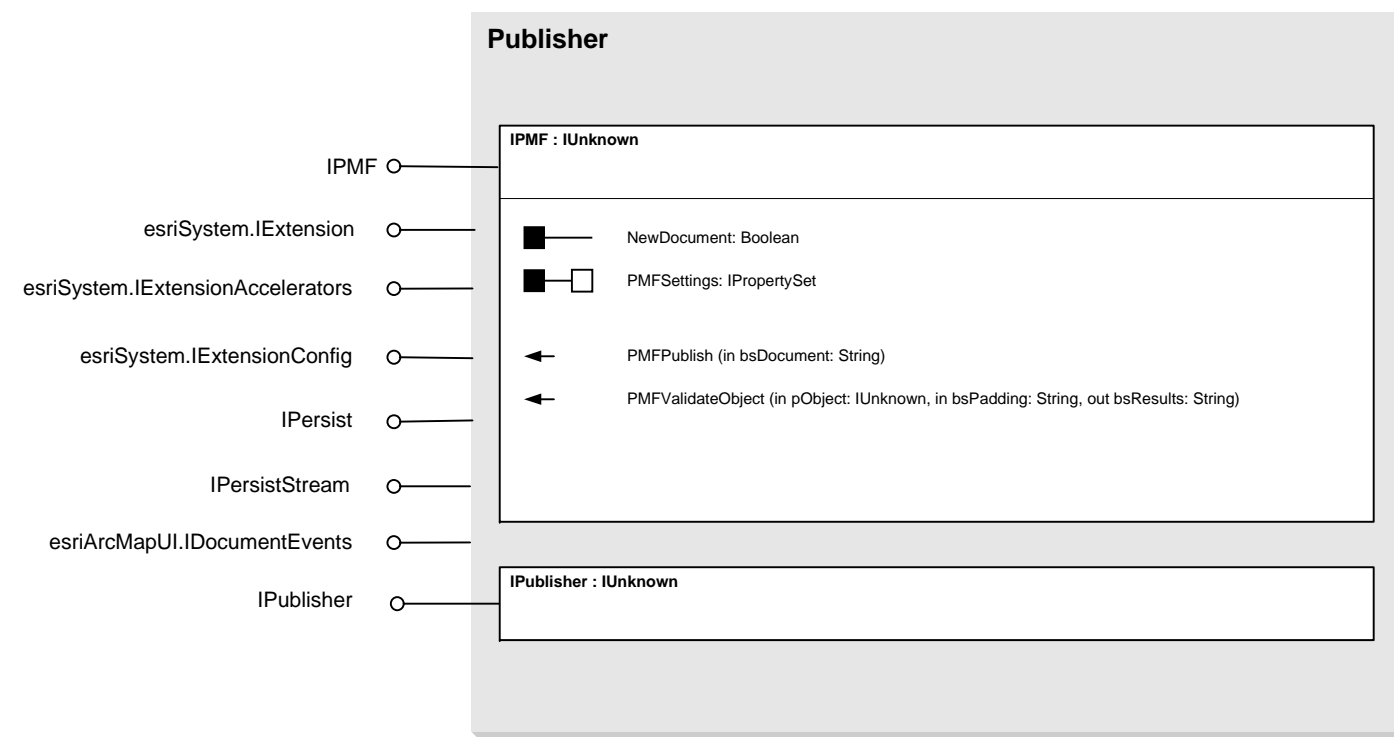 Publisher
IPMF : IUnknown
IPMF
esriSystem.IExtension
NewDocument: Boolean
esriSystem.IExtensionAccelerators
PMFSettings: IPropertySet
esriSystem.IExtensionConfig
PMFPublish (in bsDocument: String)
PMFValidateObject (in pObject: IUnknown, in bsPadding: String, out bsResults: String)
IPersist
IPersistStream
esriArcMapUI.IDocumentEvents
IPublisher : IUnknown
IPublisher